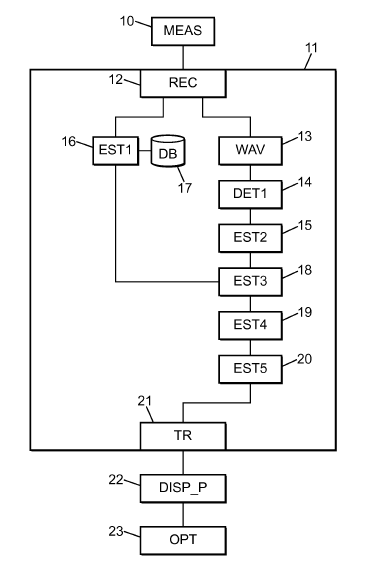 10 MEAS
11
12 REC
16 EST1 DB WAV 13
17
DET1 14
EST2 15
EST3 18
EST4 19
EST5 20
21
TR
22 DISP_P
23 OPT